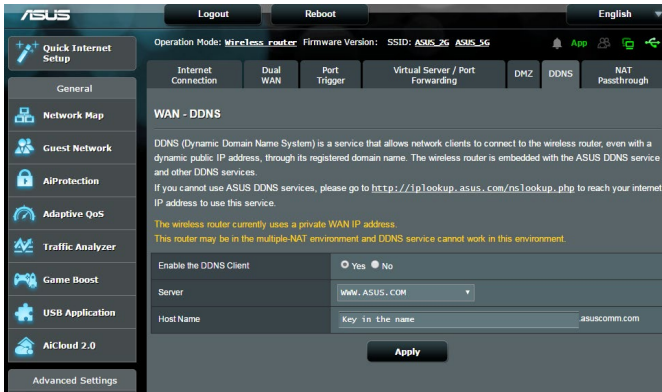 ASUS
Logout
Reboot
English
Quick Internet
Setup
General
Network Map
Guest Network
AiProtection
Adaptive QoS
Traffic Analyzer
Game Boost
USB Application
AiCloud 2.0
Advanced Settings
Operation Mode: Wireless router Firmware Version: SSID: ASUS_2G ASUS_5G
App
Internet
Connection
Dual
WAN
Port
Trigger
Virtual Server / Port
Forwarding
DMZ
DDNS
NAT
Passthrough
WAN - DDNS
DDNS (Dynamic Domain Name System) is a service that allows network clients to connect to the wireless router, even with a
dynamic public IP address, through its registered domain name. The wireless router is embedded with the ASUS DDNS service
and other DDNS services.
If you cannot use ASUS DDNS services, please go to http://iplookup.asus.com/nslookup.php to reach your internet
IP address to use this service.
The wireless router currently uses a private WAN IP address.
This router may be in the multiple-NAT environment and DDNS service cannot work in this environment.
Enable the DDNS Client
Yes No
Server
WWW.ASUS.COM
Host Name
Key in the name .asuscomm.com
Apply